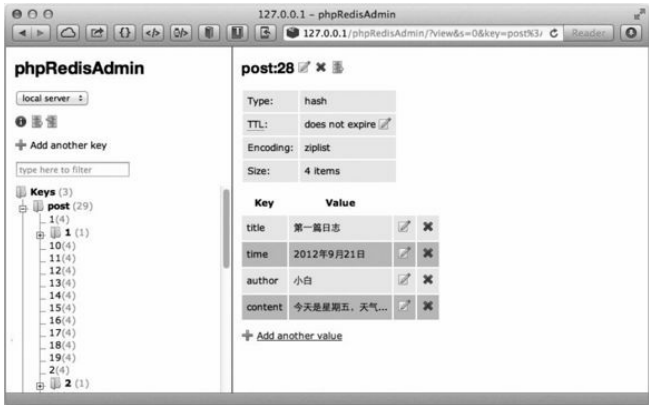 127.0.0.1 – phpRedisAdmin
127.0.0.1/phpRedisAdmin/?view&s=0&key=post%3/
Reader
phpRedisAdmin
local server
Add another key
type here to filter
Keys (3)
post (29)
1(4)
1 (1)
10(4)
11(4)
12(4)
13(4)
14(4)
15(4)
16(4)
17(4)
18(4)
19(4)
2(4)
2 (1)
post:28
Type: hash
TTL: does not expire
Encoding: ziplist
Size: 4 items
Key Value
title 第一篇日志
time 2012年9月21日
author 小白
content 今天是星期五，天气...
Add another value